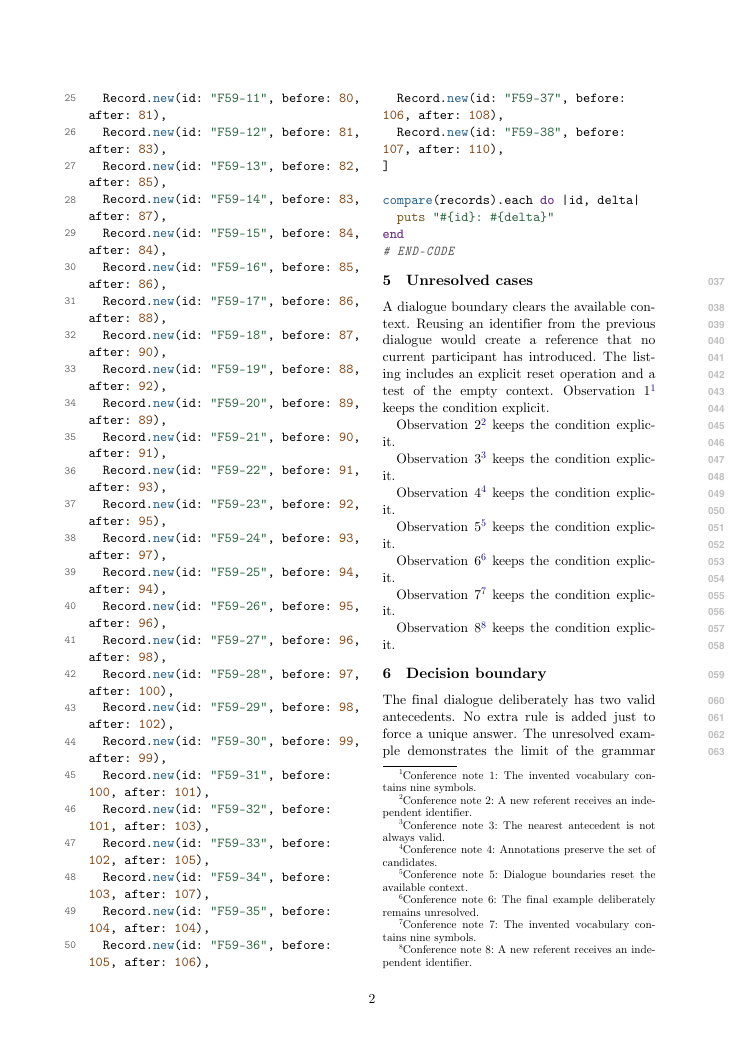 25   Record.new(id: "F59-11", before: 80,
after: 81),
26   Record.new(id: "F59-12", before: 81,
after: 83),
27   Record.new(id: "F59-13", before: 82,
after: 85),
28   Record.new(id: "F59-14", before: 83,
after: 87),
29   Record.new(id: "F59-15", before: 84,
after: 84),
30   Record.new(id: "F59-16", before: 85,
after: 86),
31   Record.new(id: "F59-17", before: 86,
after: 88),
32   Record.new(id: "F59-18", before: 87,
after: 90),
33   Record.new(id: "F59-19", before: 88,
after: 92),
34   Record.new(id: "F59-20", before: 89,
after: 89),
35   Record.new(id: "F59-21", before: 90,
after: 91),
36   Record.new(id: "F59-22", before: 91,
after: 93),
37   Record.new(id: "F59-23", before: 92,
after: 95),
38   Record.new(id: "F59-24", before: 93,
after: 97),
39   Record.new(id: "F59-25", before: 94,
after: 94),
40   Record.new(id: "F59-26", before: 95,
after: 96),
41   Record.new(id: "F59-27", before: 96,
after: 98),
42   Record.new(id: "F59-28", before: 97,
after: 100),
43   Record.new(id: "F59-29", before: 98,
after: 102),
44   Record.new(id: "F59-30", before: 99,
after: 99),
45   Record.new(id: "F59-31", before:
100, after: 101),
46   Record.new(id: "F59-32", before:
101, after: 103),
47   Record.new(id: "F59-33", before:
102, after: 105),
48   Record.new(id: "F59-34", before:
103, after: 107),
49   Record.new(id: "F59-35", before:
104, after: 104),
50   Record.new(id: "F59-36", before:
105, after: 106),
  Record.new(id: "F59-37", before:
106, after: 108),
  Record.new(id: "F59-38", before:
107, after: 110),
]
compare(records).each do |id, delta|
  puts "#{id}: #{delta}"
end
# END-CODE
5 Unresolved cases 037
A dialogue boundary clears the available con- 038
text. Reusing an identifier from the previous 039
dialogue would create a reference that no 040
current participant has introduced. The list- 041
ing includes an explicit reset operation and a 042
test of the empty context. Observation 1¹ 043
keeps the condition explicit. 044
Observation 2² keeps the condition explic- 045
it. 046
Observation 3³ keeps the condition explic- 047
it. 048
Observation 4⁴ keeps the condition explic- 049
it. 050
Observation 5⁵ keeps the condition explic- 051
it. 052
Observation 6⁶ keeps the condition explic- 053
it. 054
Observation 7⁷ keeps the condition explic- 055
it. 056
Observation 8⁸ keeps the condition explic- 057
it. 058
6 Decision boundary 059
The final dialogue deliberately has two valid 060
antecedents. No extra rule is added just to 061
force a unique answer. The unresolved exam- 062
ple demonstrates the limit of the grammar 063
¹Conference note 1: The invented vocabulary con-
tains nine symbols.
²Conference note 2: A new referent receives an inde-
pendent identifier.
³Conference note 3: The nearest antecedent is not
always valid.
⁴Conference note 4: Annotations preserve the set of
candidates.
⁵Conference note 5: Dialogue boundaries reset the
available context.
⁶Conference note 6: The final example deliberately
remains unresolved.
⁷Conference note 7: The invented vocabulary con-
tains nine symbols.
⁸Conference note 8: A new referent receives an inde-
pendent identifier.
2